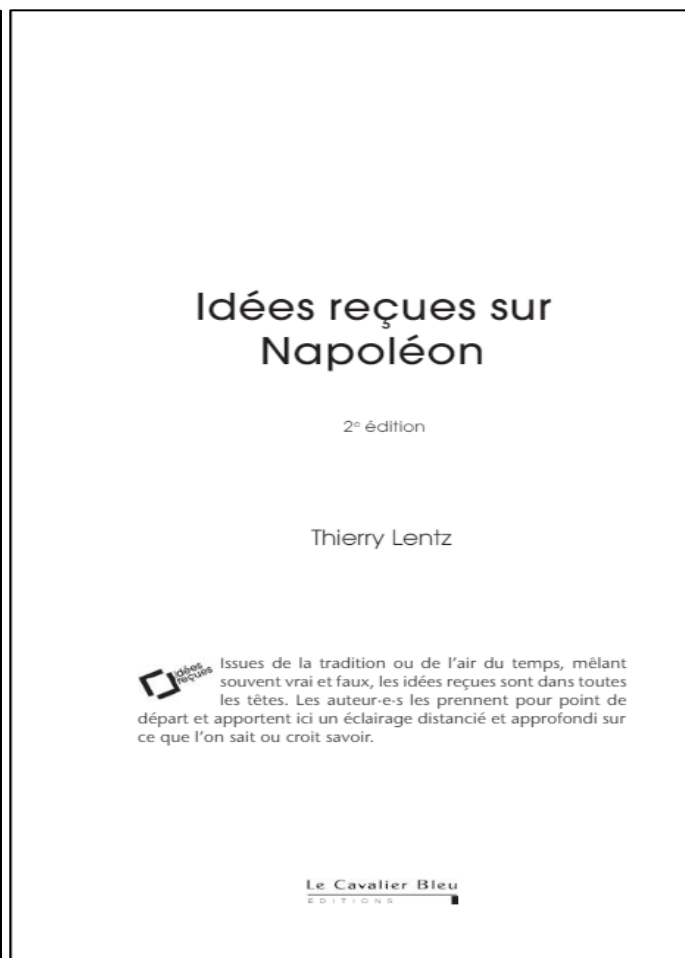 Idées reçues sur
Napoléon
2e édition
Thierry Lentz
idées
reçues
Issues de la tradition ou de l'air du temps, mêlant
souvent vrai et faux, les idées reçues sont dans toutes
les têtes. Les auteur·e·s les prennent pour point de
départ et apportent ici un éclairage distancié et approfondi sur
ce que l'on sait ou croit savoir.
Le Cavalier Bleu
EDITIONS